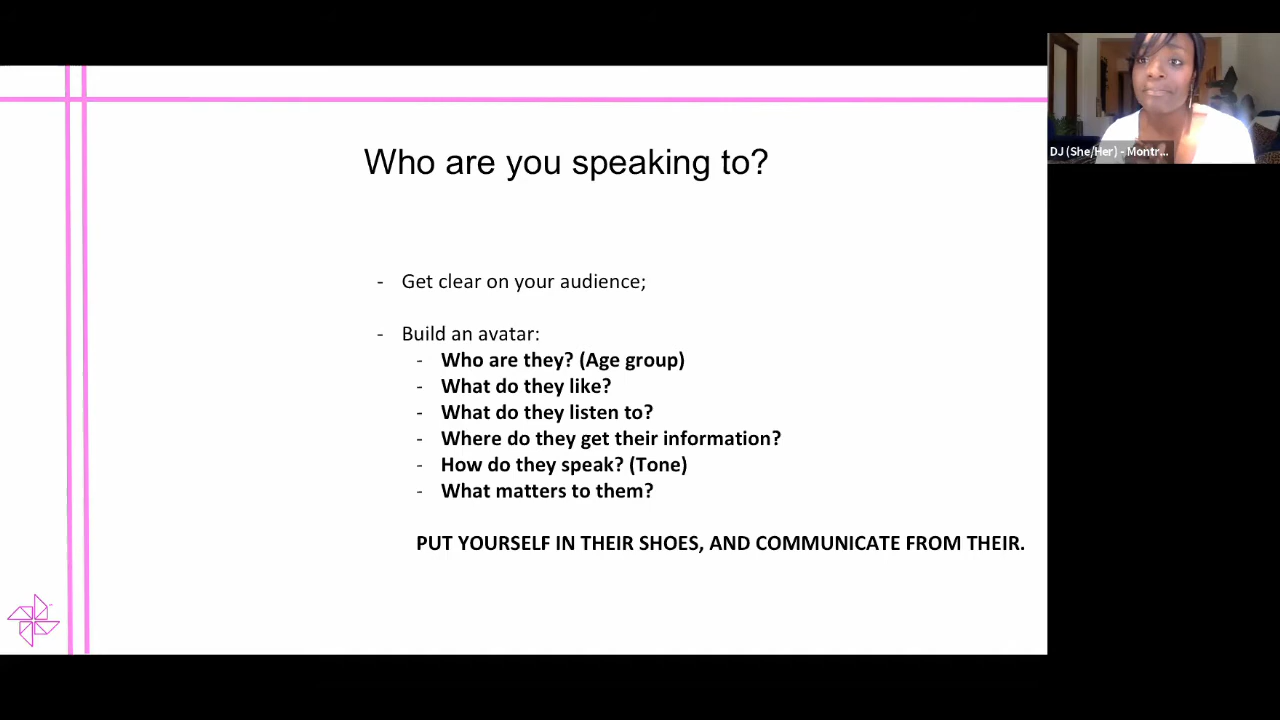 Who are you speaking to?
- Get clear on your audience;
- Build an avatar:
- Who are they? (Age group)
- What do they like?
- What do they listen to?
- Where do they get their information?
- How do they speak? (Tone)
- What matters to them?
PUT YOURSELF IN THEIR SHOES, AND COMMUNICATE FROM THEIR.
DJ (She/Her) - Montr...